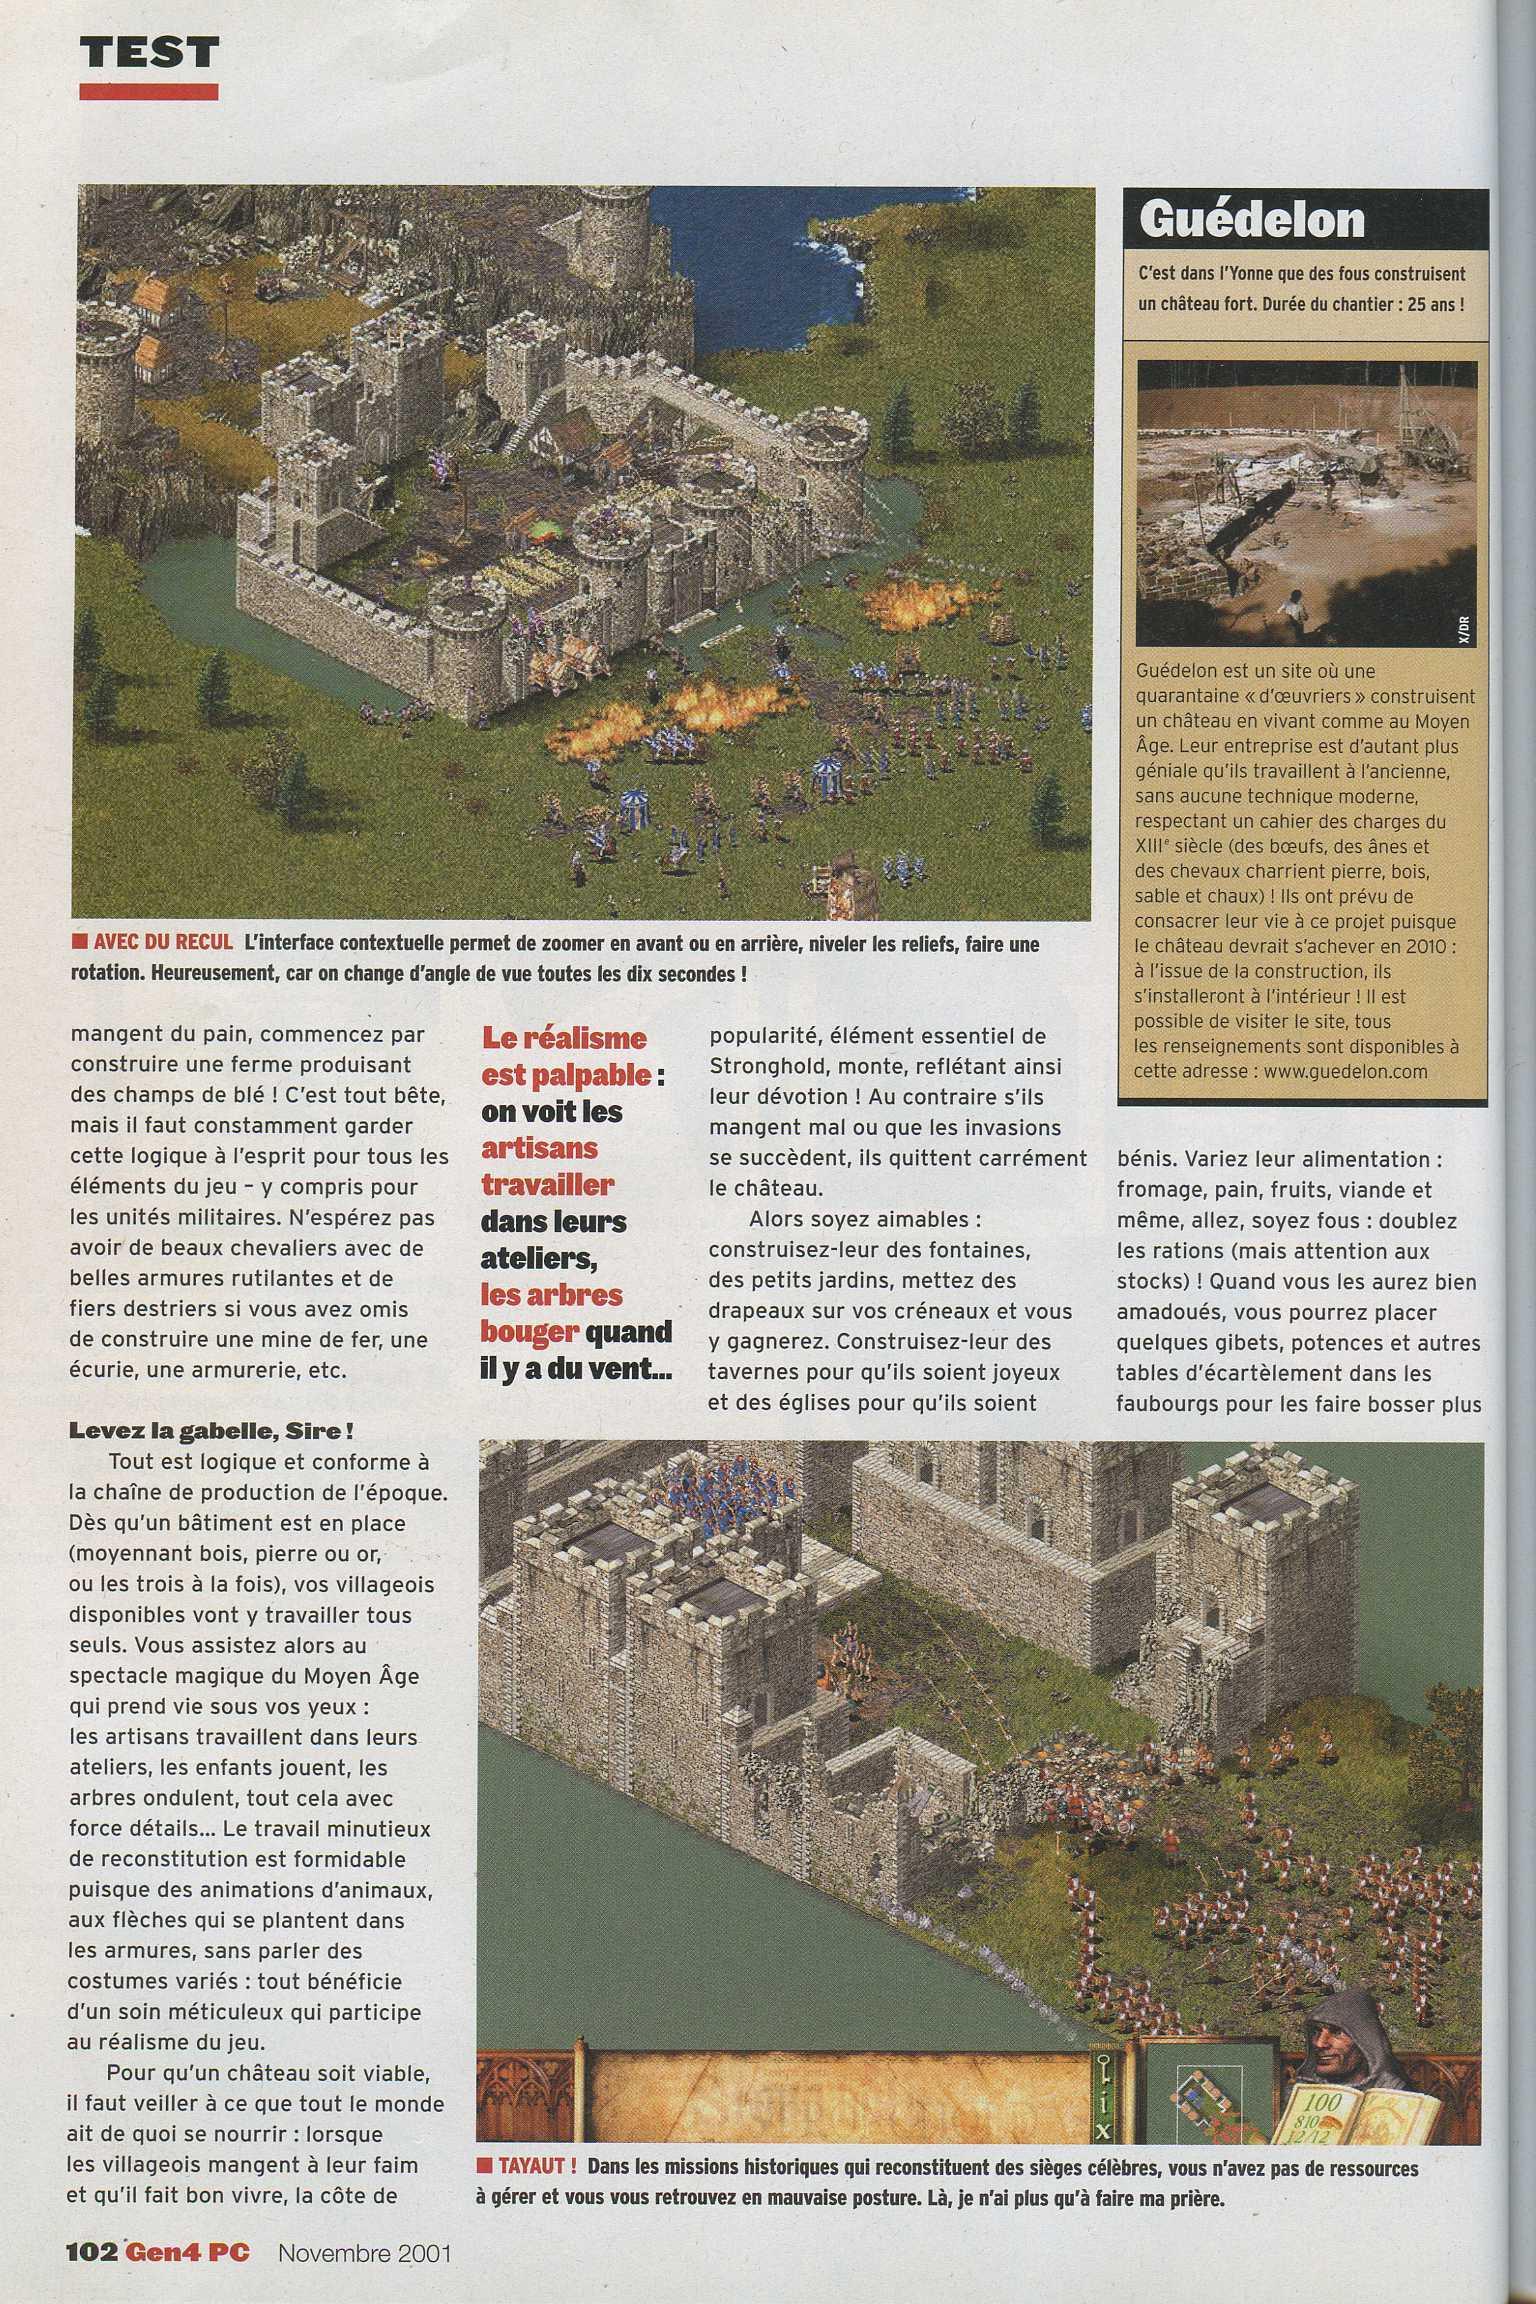 TEST
AVEC DU RECUL L'interface contextuelle permet de zoomer en avant ou en arrière, niveler les reliefs, faire une
rotation. Heureusement, car on change d'angle de vue toutes les dix secondes !
mangent du pain, commencez par
construire une ferme produisant
des champs de blé ! C'est tout bête,
mais il faut constamment garder
cette logique à l'esprit pour tous les
éléments du jeu – y compris pour
les unités militaires. N'espérez pas
avoir de beaux chevaliers avec de
belles armures rutilantes et de
fiers destriers si vous avez omis
de construire une mine de fer, une
écurie, une armurerie, etc.
Levez la gabelle, Sire !
Tout est logique et conforme à
la chaîne de production de l'époque.
Dès qu'un bâtiment est en place
(moyennant bois, pierre ou or,
ou les trois à la fois), vos villageois
disponibles vont y travailler tous
seuls. Vous assistez alors au
spectacle magique du Moyen Âge
qui prend vie sous vos yeux :
les artisans travaillent dans leurs
ateliers, les enfants jouent, les
arbres ondulent, tout cela avec
force détails... Le travail minutieux
de reconstitution est formidable
puisque des animations d'animaux,
aux flèches qui se plantent dans
les armures, sans parler des
costumes variés : tout bénéficie
d'un soin méticuleux qui participe
au réalisme du jeu.
Pour qu'un château soit viable,
il faut veiller à ce que tout le monde
ait de quoi se nourrir : lorsque
les villageois mangent à leur faim
et qu'il fait bon vivre, la côte de
Le réalisme
est palpable :
on voit les
artisans
travailler
dans leurs
ateliers,
les arbres
bouger quand
il y a du vent...
popularité, élément essentiel de
Stronghold, monte, reflétant ainsi
leur dévotion ! Au contraire s'ils
mangent mal ou que les invasions
se succèdent, ils quittent carrément
le château.
Alors soyez aimables :
construisez-leur des fontaines,
des petits jardins, mettez des
drapeaux sur vos créneaux et vous
y gagnerez. Construisez-leur des
tavernes pour qu'ils soient joyeux
et des églises pour qu'ils soient
bénis. Variez leur alimentation :
fromage, pain, fruits, viande et
même, allez, soyez fous : doublez
les rations (mais attention aux
stocks) ! Quand vous les aurez bien
amadoués, vous pourrez placer
quelques gibets, potences et autres
tables d'écartèlement dans les
faubourgs pour les faire bosser plus
Guédelon
C'est dans l'Yonne que des fous construisent
un château fort. Durée du chantier : 25 ans !
X/DR
Guédelon est un site où une
quarantaine « d'œuvriers » construisent
un château en vivant comme au Moyen
Âge. Leur entreprise est d'autant plus
géniale qu'ils travaillent à l'ancienne,
sans aucune technique moderne,
respectant un cahier des charges du
XIIIe siècle (des bœufs, des ânes et
des chevaux charrient pierre, bois,
sable et chaux) ! Ils ont prévu de
consacrer leur vie à ce projet puisque
le château devrait s'achever en 2010 :
à l'issue de la construction, ils
s'installeront à l'intérieur ! Il est
possible de visiter le site, tous
les renseignements sont disponibles à
cette adresse : www.guedelon.com
100
810
12/12
TAYAUT ! Dans les missions historiques qui reconstituent des sièges célèbres, vous n'avez pas de ressources
à gérer et vous vous retrouvez en mauvaise posture. Là, je n'ai plus qu'à faire ma prière.
102 Gen4 PC Novembre 2001